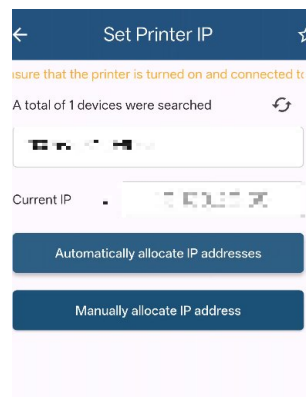 Set Printer IP
nsure that the printer is turned on and connected to
A total of 1 devices were searched
Current IP
Automatically allocate IP addresses
Manually allocate IP address